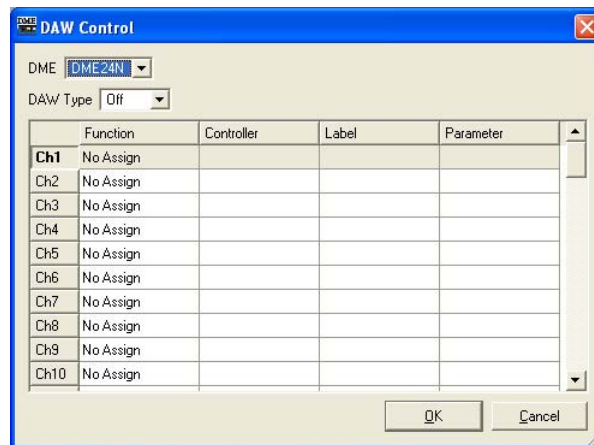 DME DAW Control
DME DME24N
DAW Type Off
Function Controller Label Parameter
Ch1 No Assign
Ch2 No Assign
Ch3 No Assign
Ch4 No Assign
Ch5 No Assign
Ch6 No Assign
Ch7 No Assign
Ch8 No Assign
Ch9 No Assign
Ch10 No Assign
OK Cancel